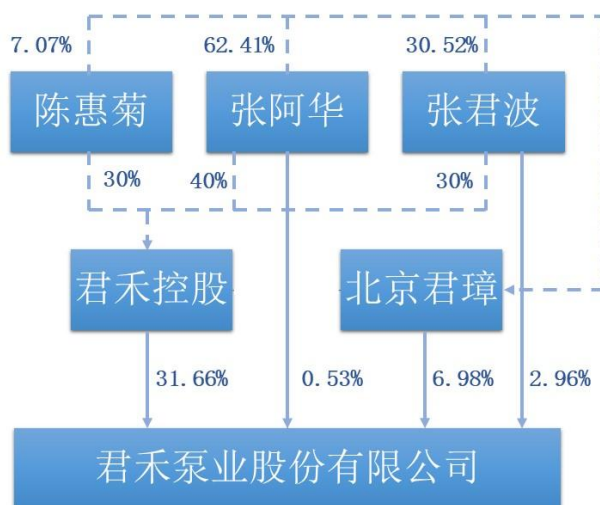 7.07% 62.41% 30.52%
陈惠菊 张阿华 张君波
30% 40% 30%
君禾控股 北京君璋
31.66% 0.53% 6.98% 2.96%
君禾泵业股份有限公司